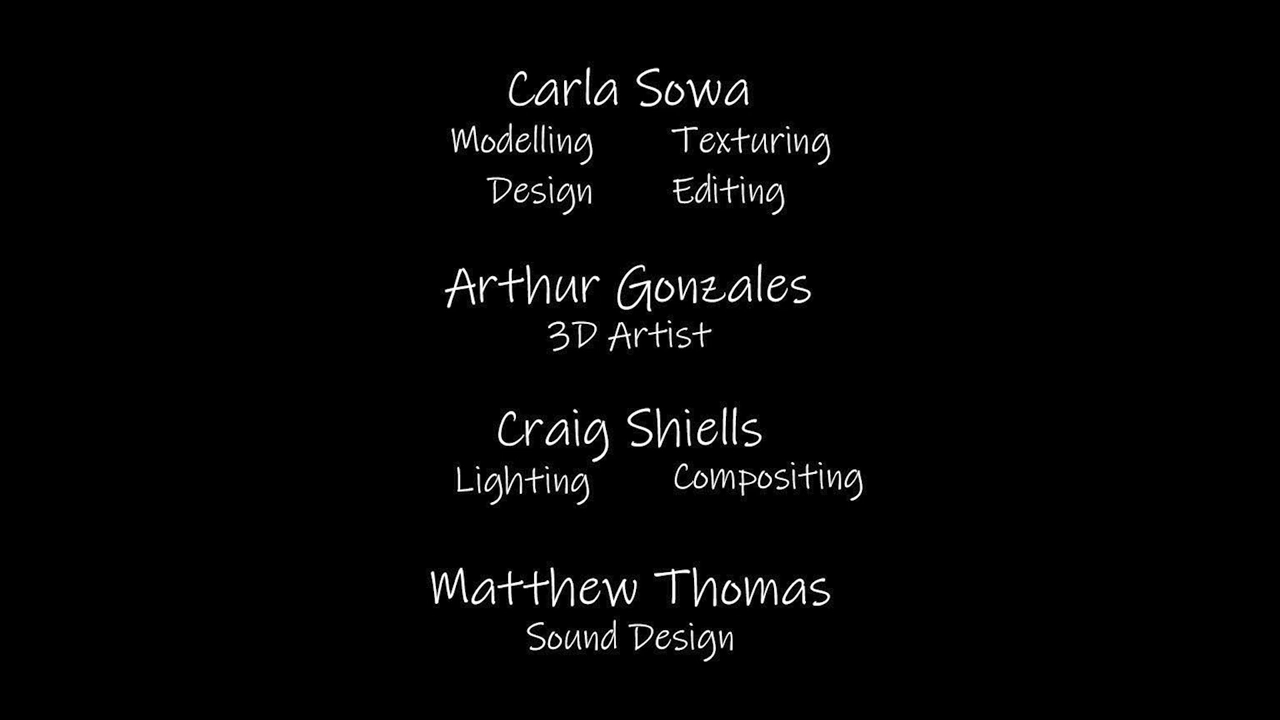 Carla Sowa
Modelling Texturing
Design Editing
Arthur Gonzales
3D Artist
Craig Shiells
Lighting Compositing
Matthew Thomas
Sound Design